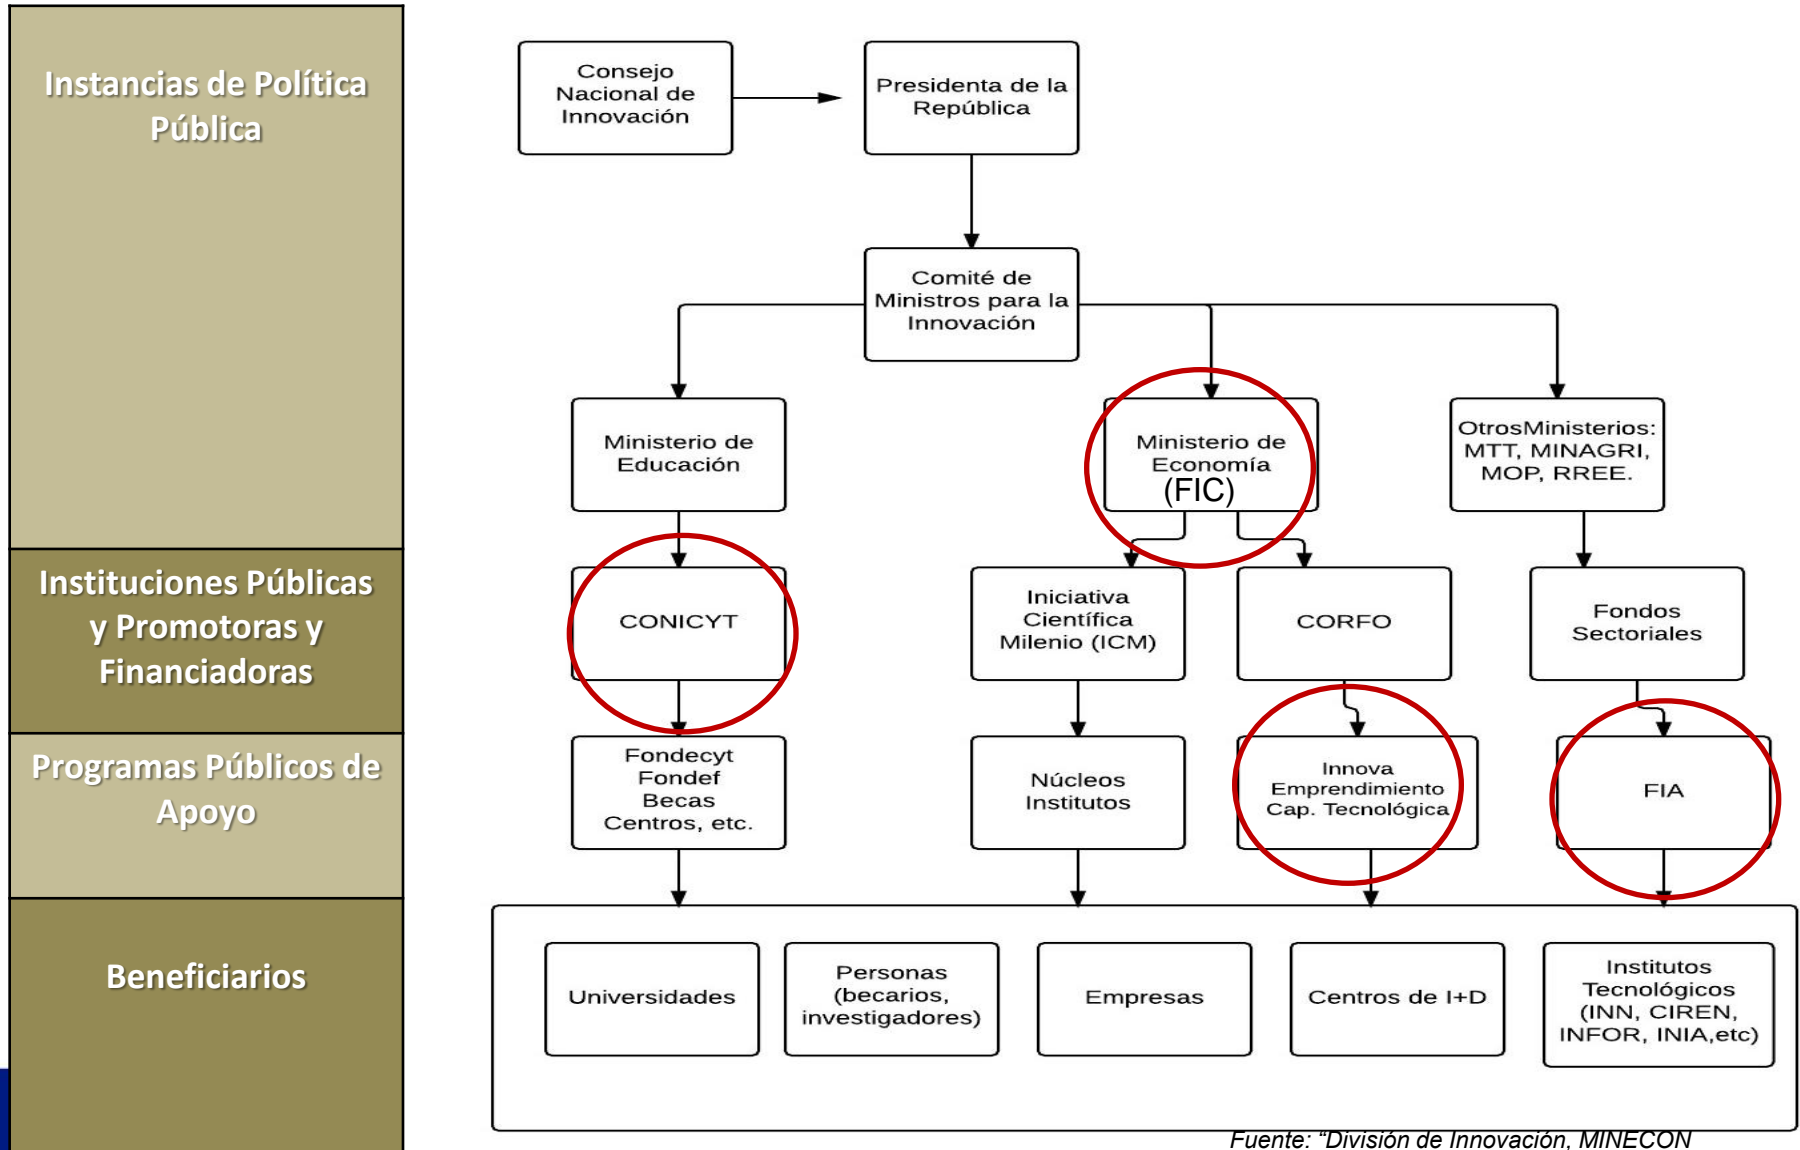 Instancias de Política
Pública
Consejo
Nacional de
Innovación
Presidenta de la
República
Comité de
Ministros para la
Innovación
Ministerio de
Educación
Ministerio de
Economía
(FIC)
OtrosMinisterios:
MTT, MINAGRI,
MOP, RREE.
Instituciones Públicas
y Promotoras y
Financiadoras
CONICYT
Iniciativa
Científica
Milenio (ICM)
CORFO
Fondos
Sectoriales
Programas Públicos de
Apoyo
Fondecyt
Fondef
Becas
Centros, etc.
Núcleos
Institutos
Innova
Emprendimiento
Cap. Tecnológica
FIA
Beneficiarios
Universidades
Personas
(becarios,
investigadores)
Empresas
Centros de I+D
Institutos
Tecnológicos
(INN, CIREN,
INFOR, INIA,etc)
Fuente: "División de Innovación, MINECON